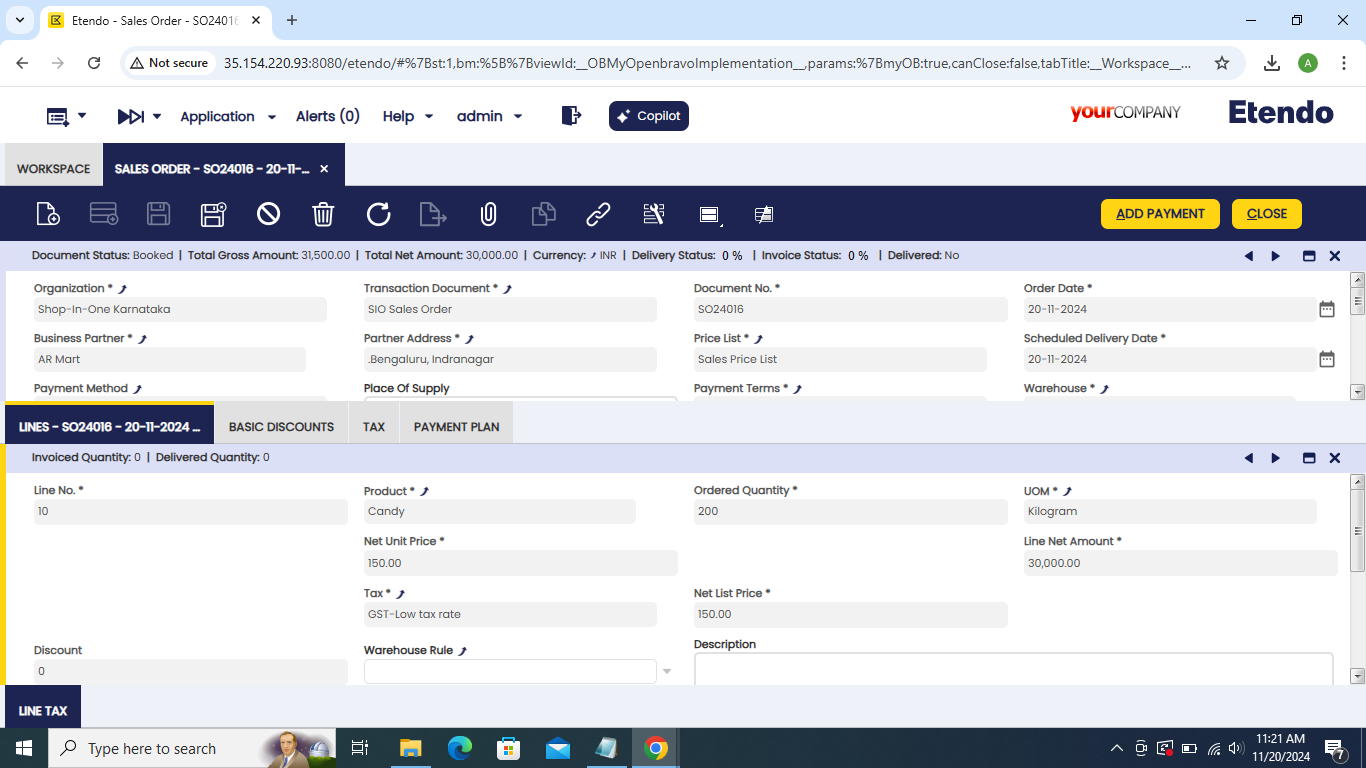 Etendo - Sales Order - SO24016
Not secure
35.154.220.93:8080/etendo/#%7Bst:1,bm:%5B%7BviewId:__OBMyOpenbravoImplementation__,params:%7BmyOB:true,canClose:false,tabTitle:__Workspace__...
A
Application Alerts (0) Help admin Copilot
yourCOMPANY Etendo
WORKSPACE SALES ORDER - SO24016 - 20-11-...
ADD PAYMENT CLOSE
Document Status: Booked | Total Gross Amount: 31,500.00 | Total Net Amount: 30,000.00 | Currency: INR | Delivery Status: 0 % | Invoice Status: 0 % | Delivered: No
Organization * Transaction Document * Document No. * Order Date *
Shop-In-One Karnataka SIO Sales Order SO24016 20-11-2024
Business Partner * Partner Address * Price List * Scheduled Delivery Date *
AR Mart .Bengaluru, Indranagar Sales Price List 20-11-2024
Payment Method Place Of Supply Payment Terms * Warehouse *
LINES - SO24016 - 20-11-2024 ... BASIC DISCOUNTS TAX PAYMENT PLAN
Invoiced Quantity: 0 | Delivered Quantity: 0
Line No. * Product * Ordered Quantity * UOM *
10 Candy 200 Kilogram
Net Unit Price * Line Net Amount *
150.00 30,000.00
Tax * Net List Price *
GST-Low tax rate 150.00
Discount Warehouse Rule Description
0
LINE TAX
Type here to search
11:21 AM
11/20/2024
7